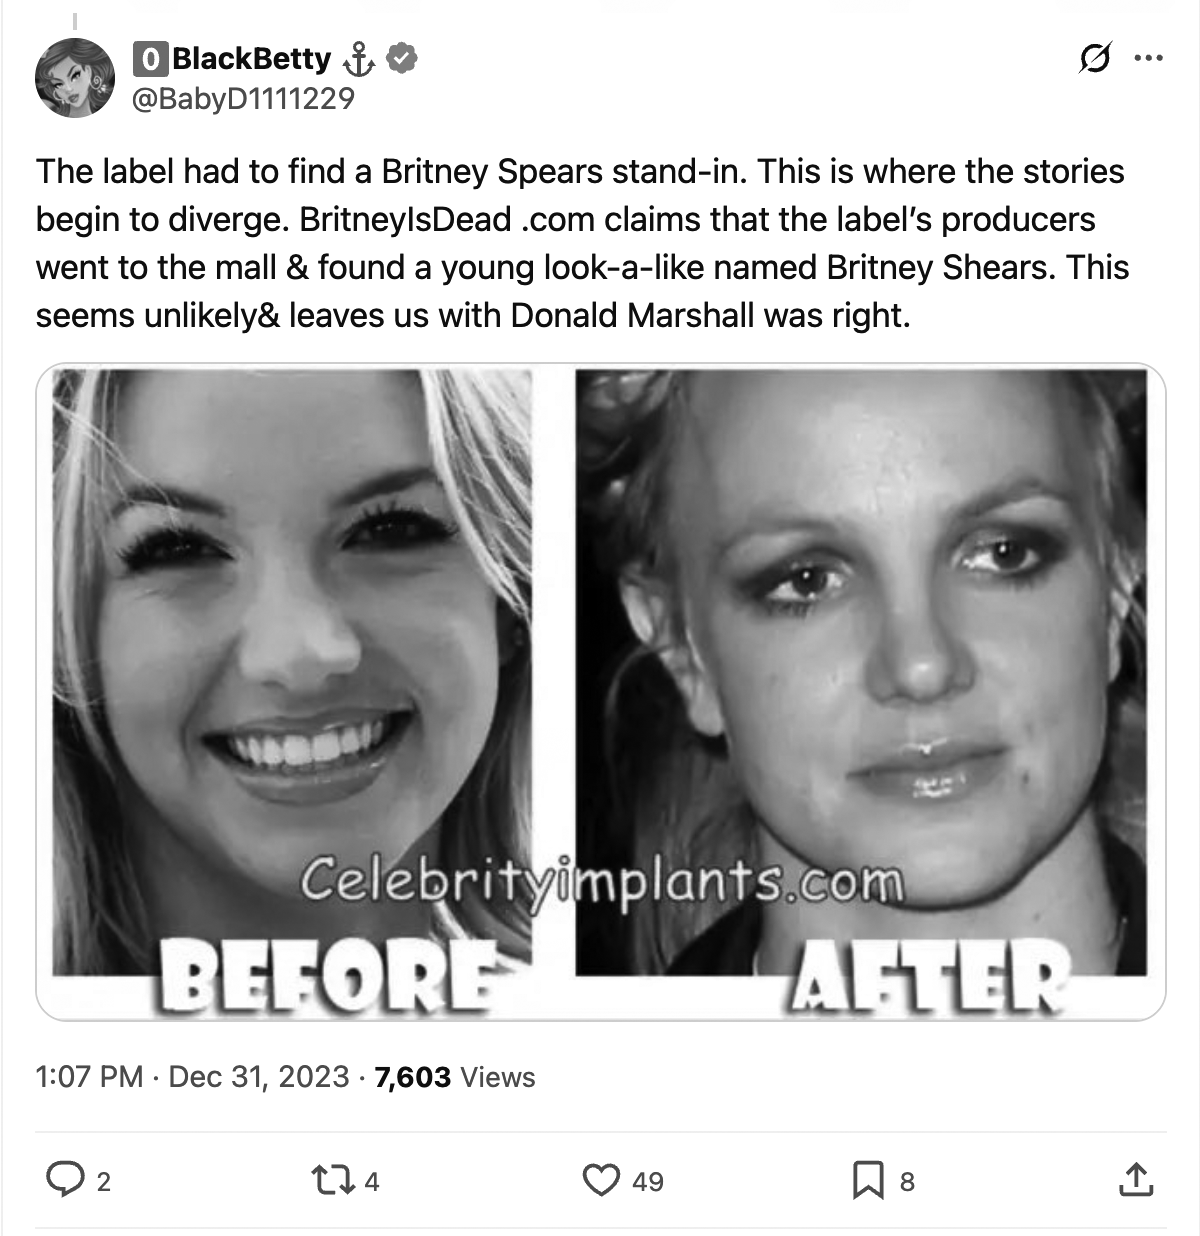 0 BlackBetty ⚓
@BabyD1111229
The label had to find a Britney Spears stand-in. This is where the stories
begin to diverge. BritneyIsDead .com claims that the label’s producers
went to the mall & found a young look-a-like named Britney Shears. This
seems unlikely& leaves us with Donald Marshall was right.
Celebrityimplants.com
BEFORE
AFTER
1:07 PM · Dec 31, 2023 · 7,603 Views
2 4 49 8